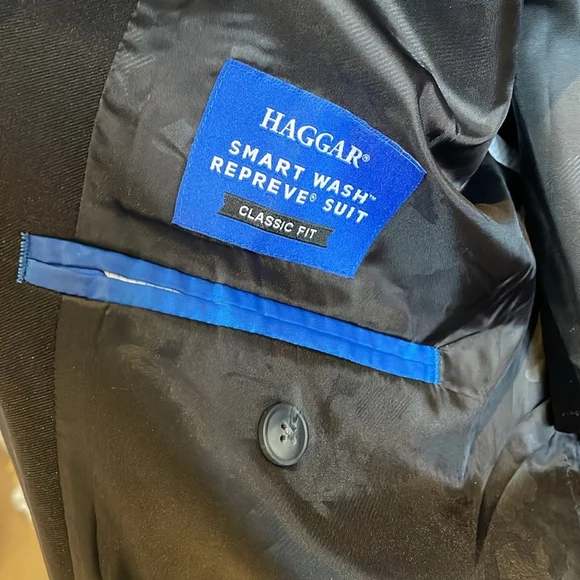 HAGGAR®
SMART WASH™
REPREVE® SUIT
CLASSIC FIT